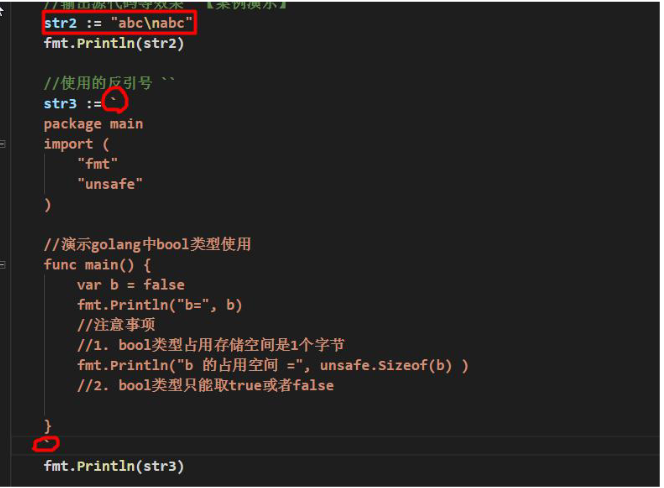 //输出源代码等效果 【案例演示】
str2 := "abc\nabc"
fmt.Println(str2)
//使用的反引号 ``
str3 := `
package main
import (
"fmt"
"unsafe"
)
//演示golang中bool类型使用
func main() {
var b = false
fmt.Println("b=", b)
//注意事项
//1. bool类型占用存储空间是1个字节
fmt.Println("b 的占用空间 =", unsafe.Sizeof(b) )
//2. bool类型只能取true或者false
}
`
fmt.Println(str3)